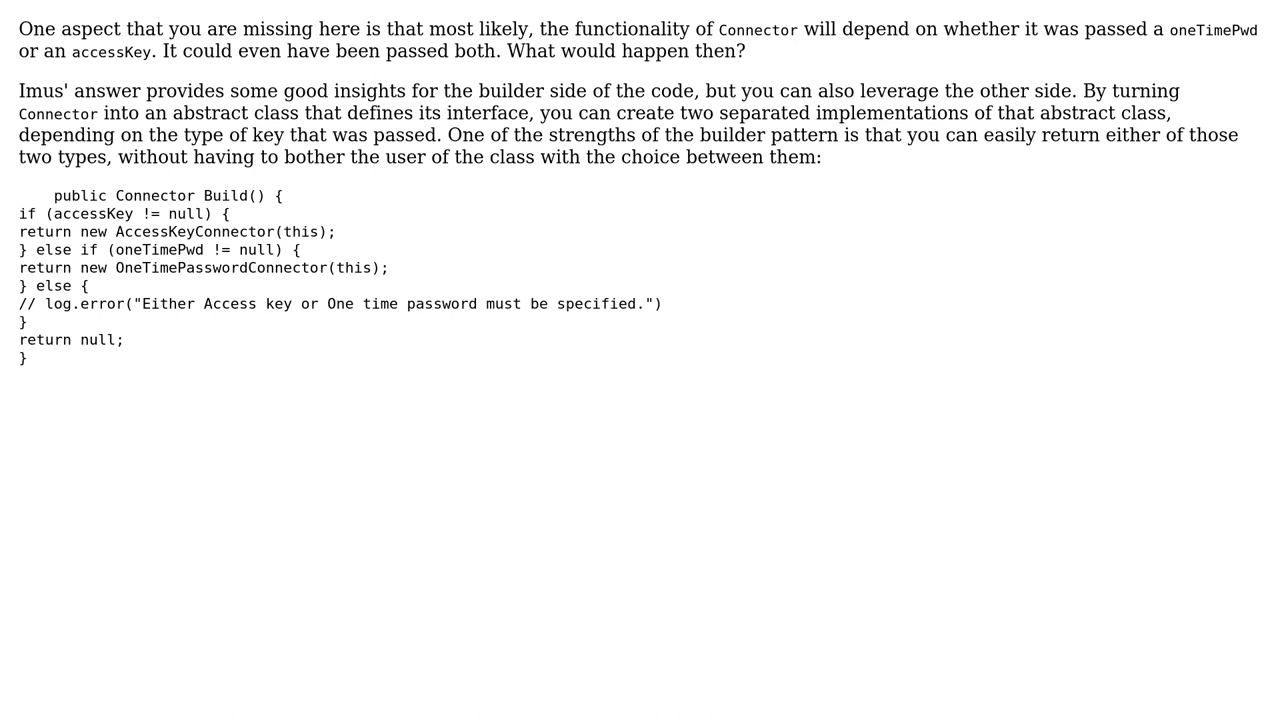 One aspect that you are missing here is that most likely, the functionality of Connector will depend on whether it was passed a oneTimePwd
or an accessKey. It could even have been passed both. What would happen then?
Imus' answer provides some good insights for the builder side of the code, but you can also leverage the other side. By turning
Connector into an abstract class that defines its interface, you can create two separated implementations of that abstract class,
depending on the type of key that was passed. One of the strengths of the builder pattern is that you can easily return either of those
two types, without having to bother the user of the class with the choice between them:
    public Connector Build() {
if (accessKey != null) {
return new AccessKeyConnector(this);
} else if (oneTimePwd != null) {
return new OneTimePasswordConnector(this);
} else {
// log.error("Either Access key or One time password must be specified.")
}
return null;
}